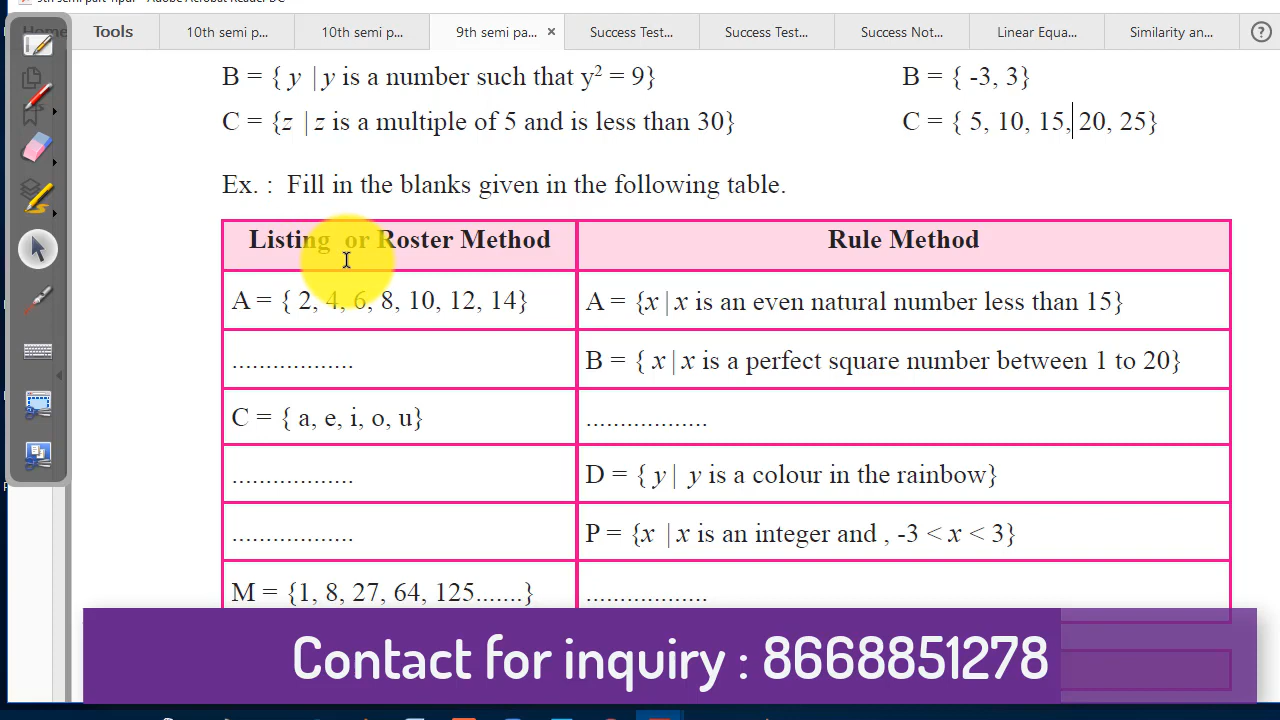 Home
Tools
10th semi p...
10th semi p...
9th semi pa...
×
Success Test...
Success Test...
Success Not...
Linear Equa...
Similarity an...
B = { y | y is a number such that y² = 9}
B = { -3, 3}
C = {z | z is a multiple of 5 and is less than 30}
C = { 5, 10, 15, 20, 25}
Ex. : Fill in the blanks given in the following table.
Listing or Roster Method
Rule Method
A = { 2, 4, 6, 8, 10, 12, 14}
A = {x | x is an even natural number less than 15}
..................
B = { x | x is a perfect square number between 1 to 20}
C = { a, e, i, o, u}
..................
..................
D = { y | y is a colour in the rainbow}
..................
P = {x | x is an integer and , -3 < x < 3}
M = {1, 8, 27, 64, 125.......}
..................
Contact for inquiry : 8668851278